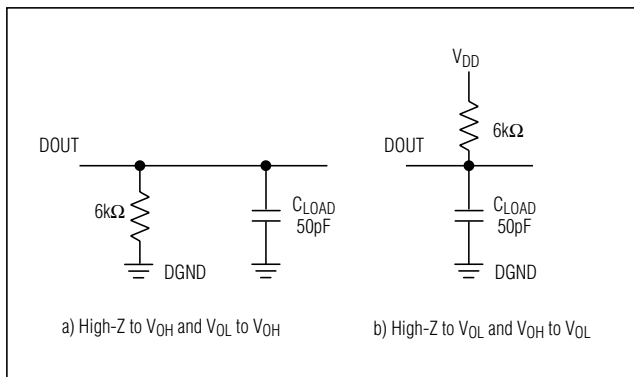 DOUT
6kΩ
C_LOAD
50pF
DGND
a) High-Z to V_OH and V_OL to V_OH
V_DD
6kΩ
DOUT
C_LOAD
50pF
DGND
b) High-Z to V_OL and V_OH to V_OL